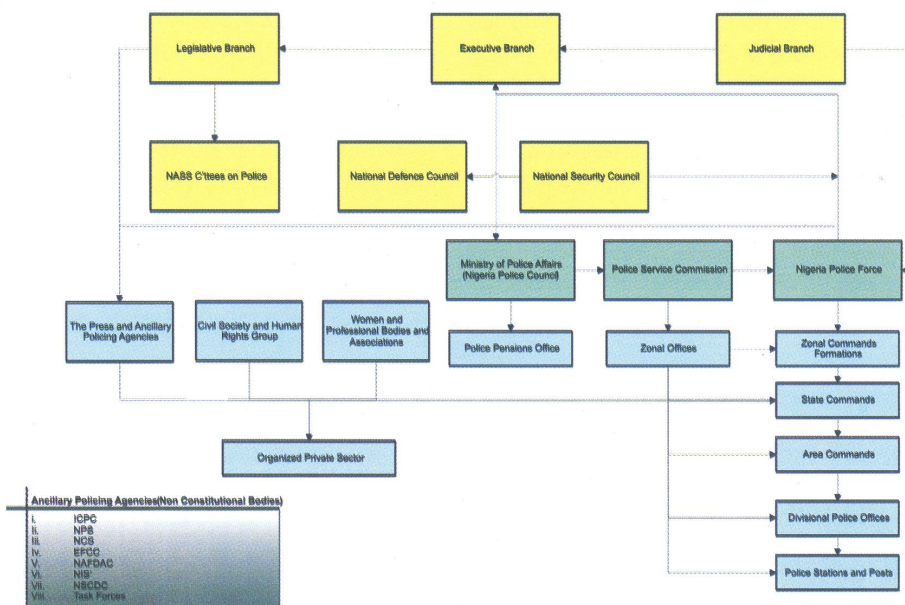 Legislative Branch
Executive Branch
Judicial Branch
NASS C'ttees on Police
National Defence Council
National Security Council
Ministry of Police Affairs
(Nigeria Police Council)
Police Service Commission
Nigeria Police Force
The Press and Ancillary
Policing Agencies
Civil Society and Human
Rights Group
Women and
Professional Bodies and
Associations
Police Pensions Office
Zonal Offices
Zonal Commands
Formations
State Commands
Organized Private Sector
Area Commands
Divisional Police Offices
Police Stations and Posts
Ancillary Policing Agencies(Non Constitutional Bodies)
i. ICPC
ii. NPS
iii. NCS
iv. EFCC
V. NAFDAC
Vi. NIS
Vii. NSCDC
Viii. Task Forces